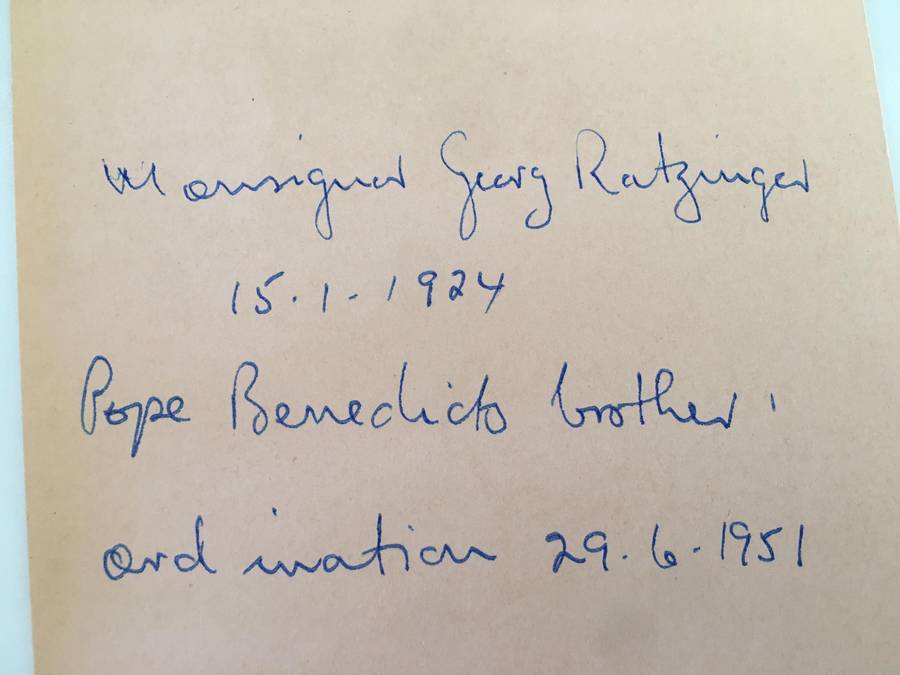 Monsignor Georg Ratzinger
15.1.1924
Pope Benedicts brother.
ordination 29.6.1951